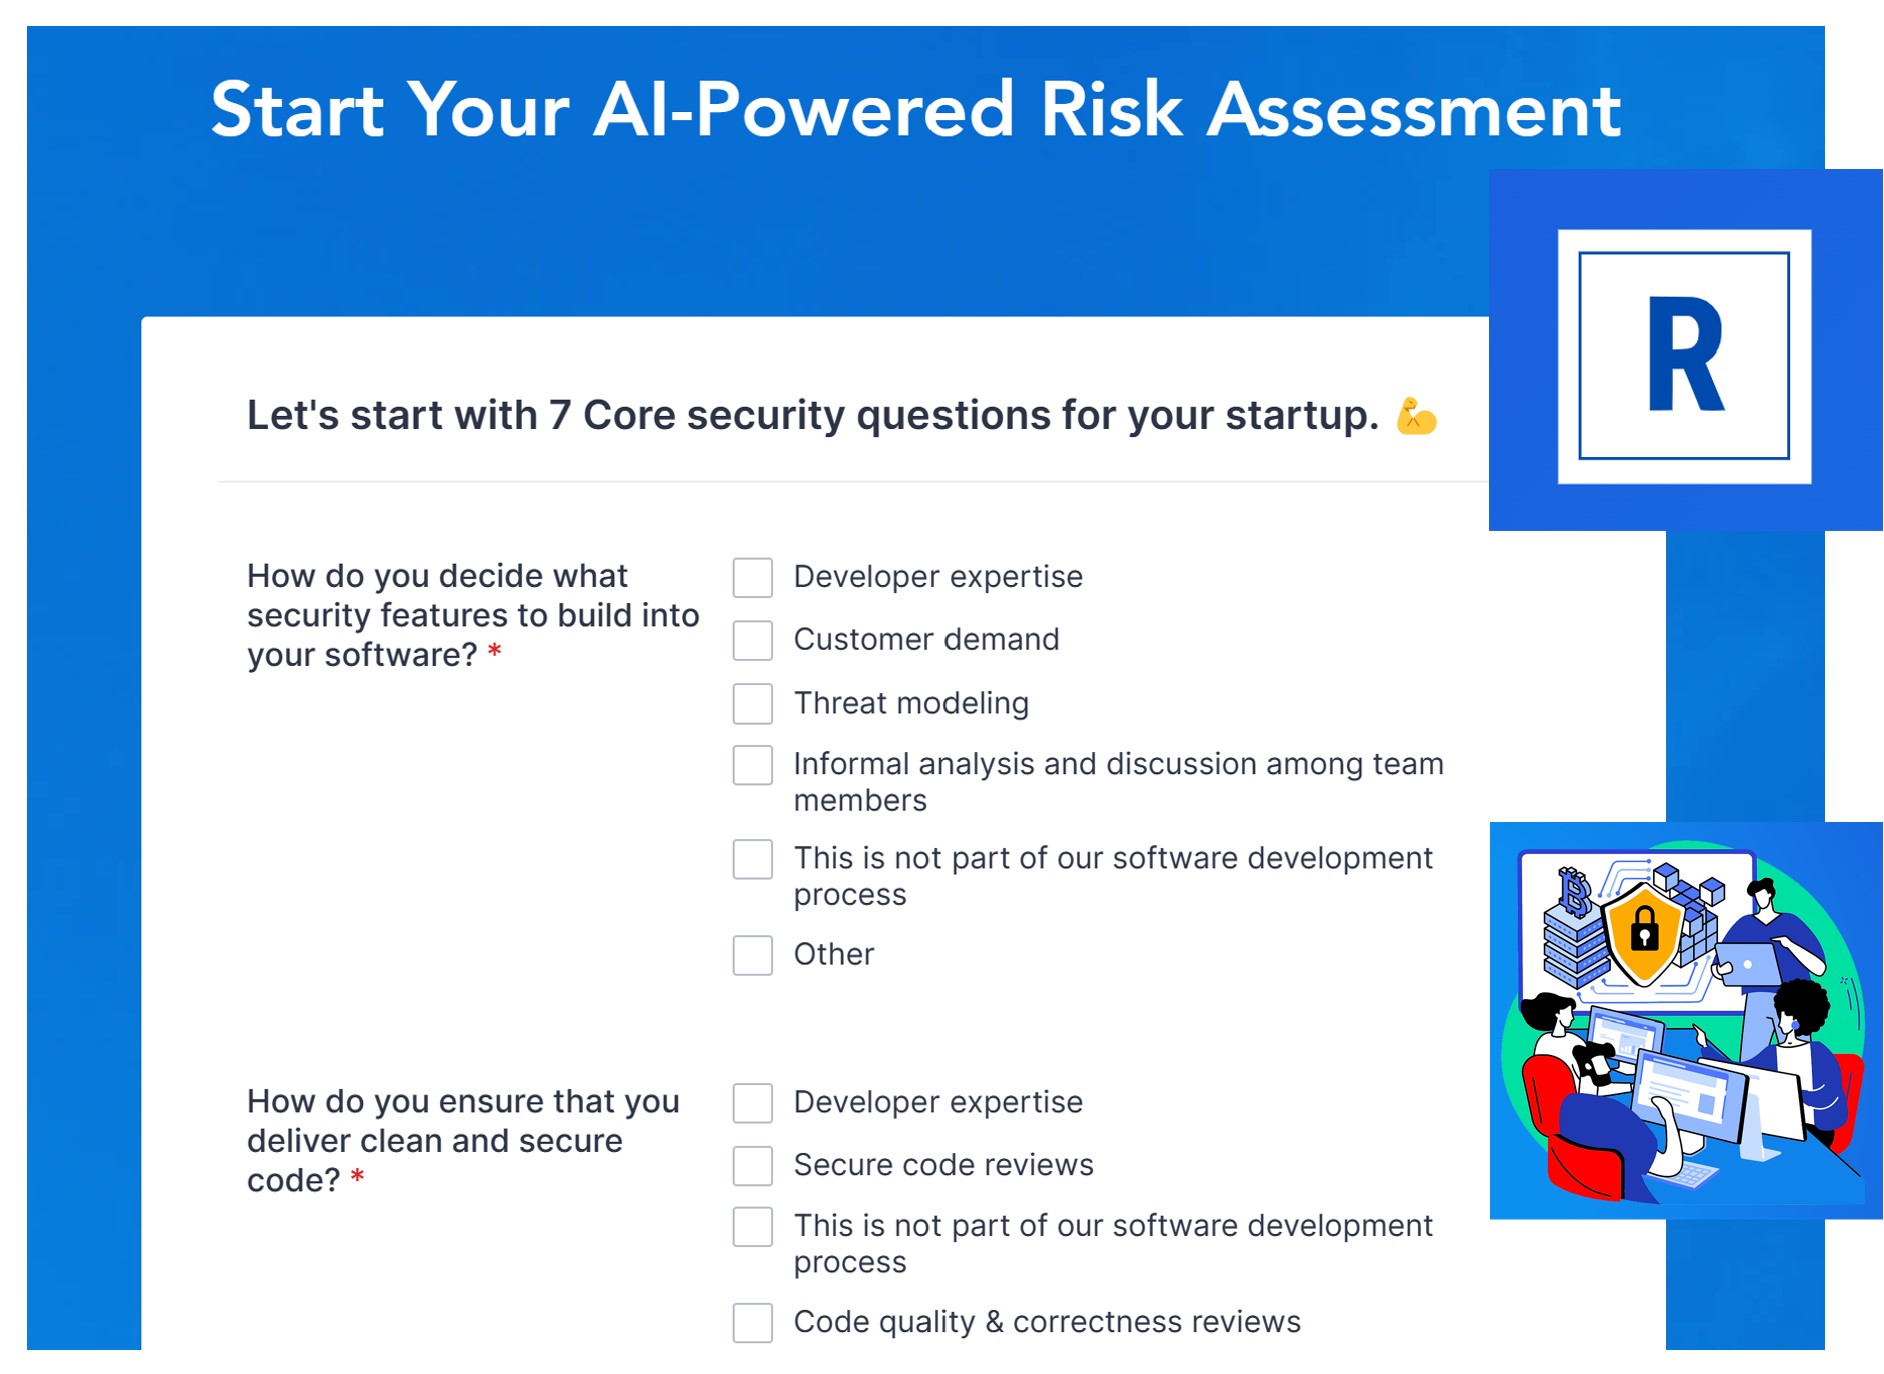 Start Your AI-Powered Risk Assessment
R
Let's start with 7 Core security questions for your startup. 💪
How do you decide what
security features to build into
your software? *
Developer expertise
Customer demand
Threat modeling
Informal analysis and discussion among team
members
This is not part of our software development
process
Other
How do you ensure that you
deliver clean and secure
code? *
Developer expertise
Secure code reviews
This is not part of our software development
process
Code quality & correctness reviews